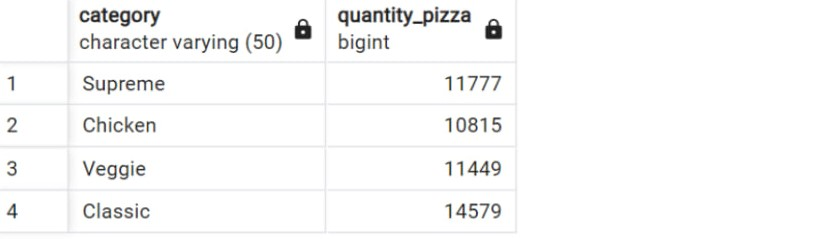 category quantity_pizza
character varying (50) bigint
1 Supreme 11777
2 Chicken 10815
3 Veggie 11449
4 Classic 14579